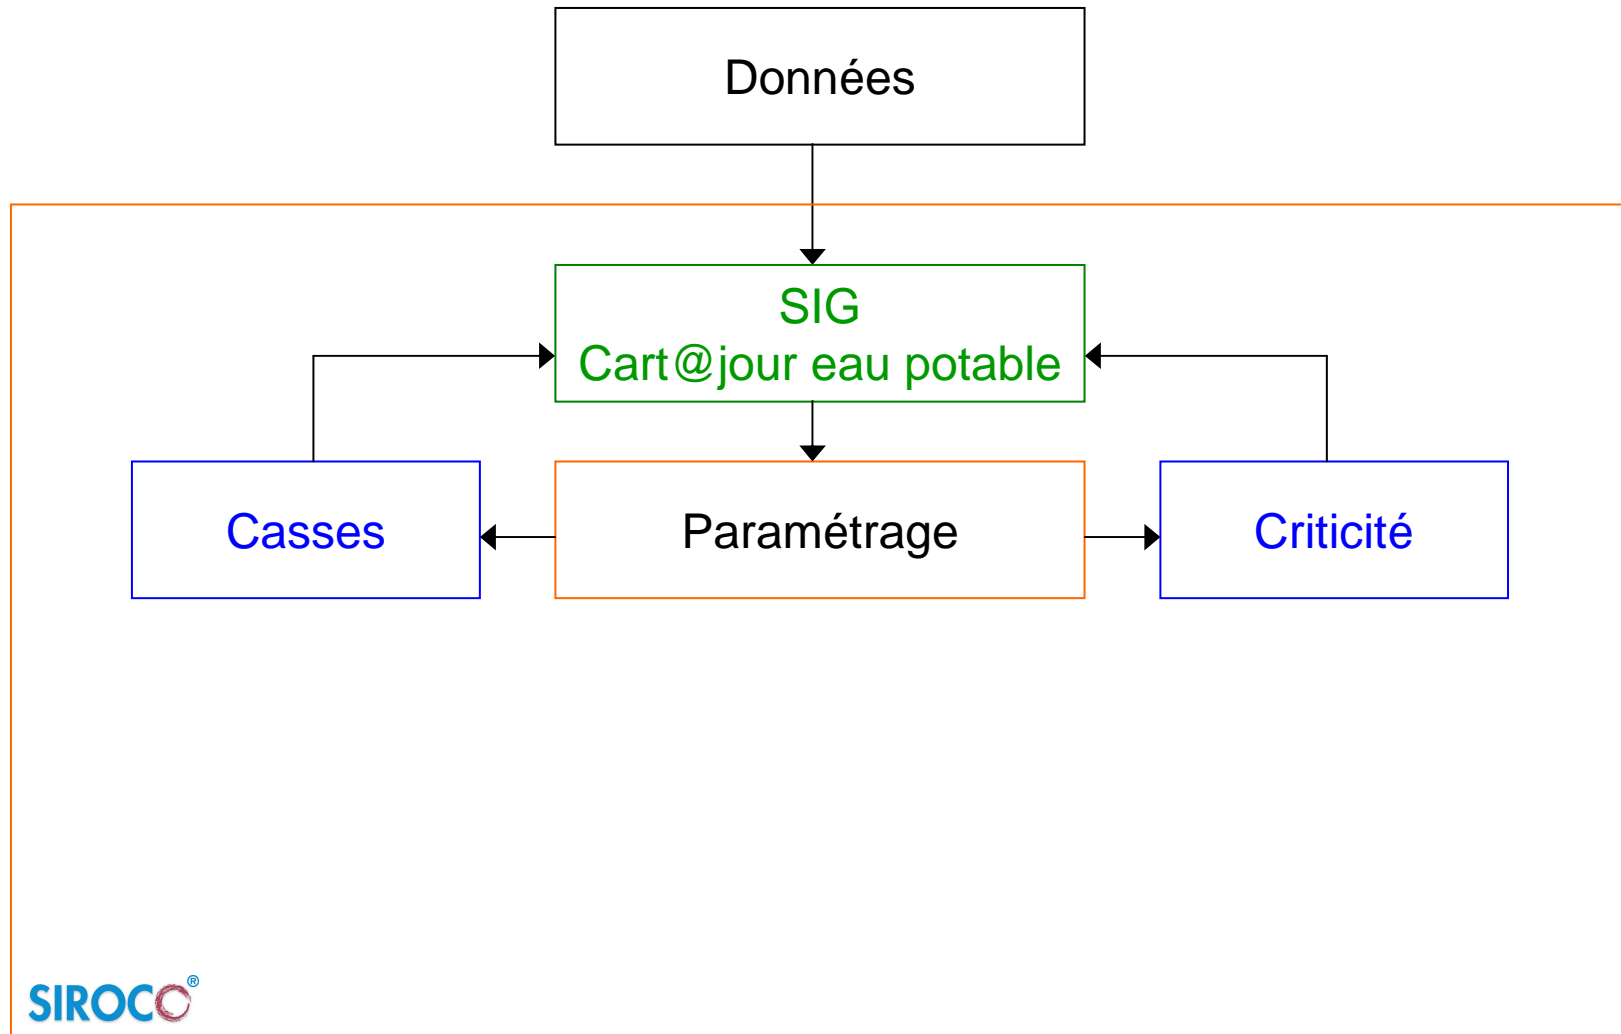 Données
SIG
Cart@jour eau potable
Casses
Paramétrage
Criticité
SIROCO®